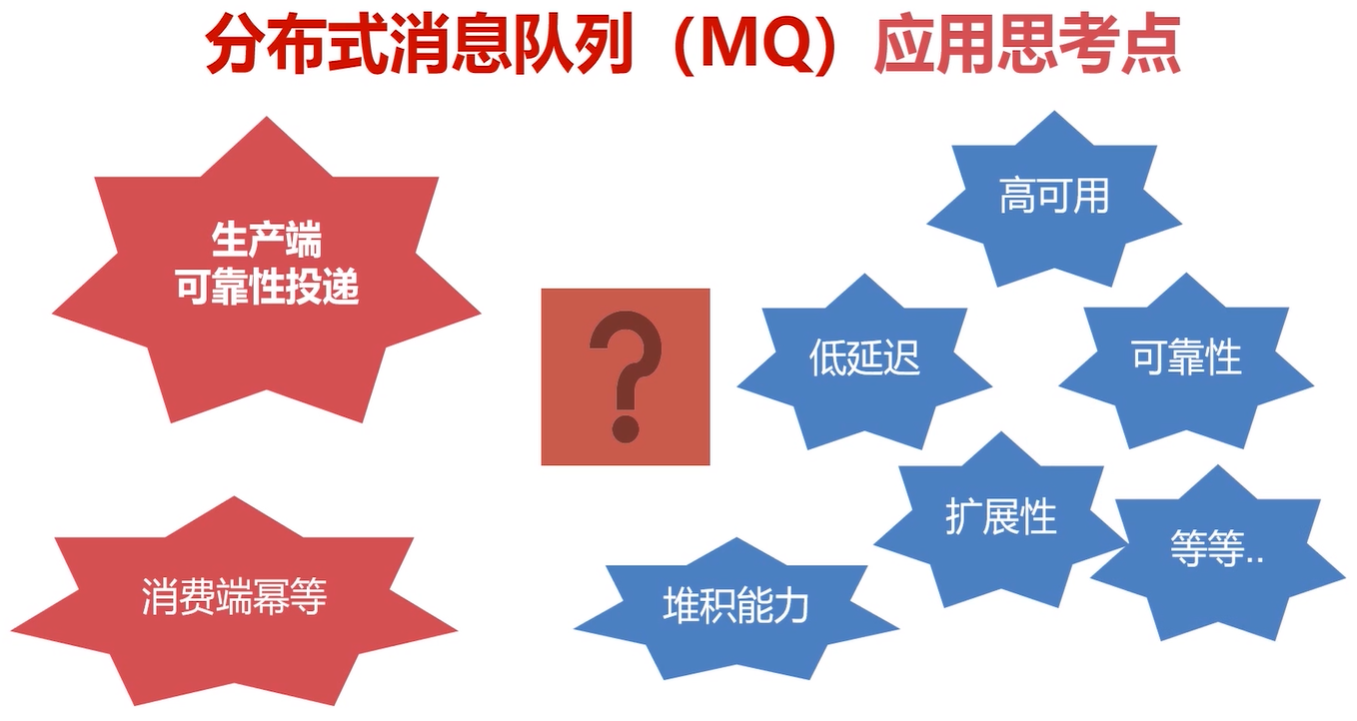 分布式消息队列（MQ）应用思考点
生产端
可靠性投递
高可用
?
低延迟
可靠性
扩展性
等等..
消费端幂等
堆积能力